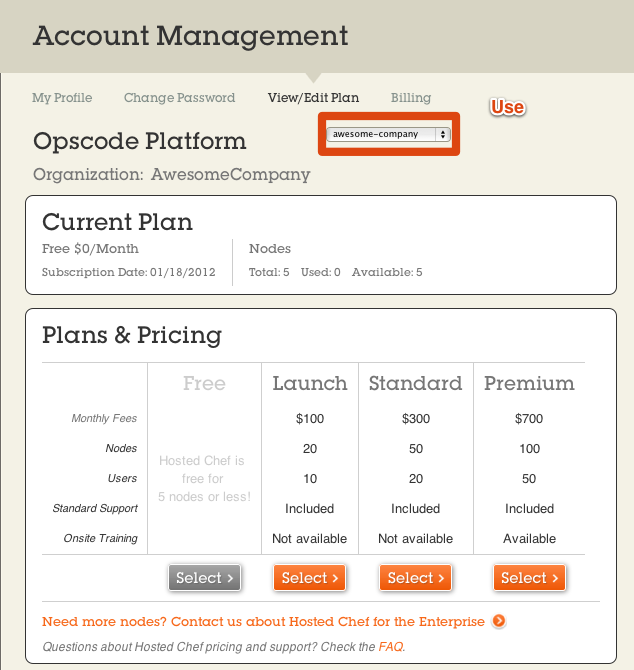 Account Management
My Profile Change Password View/Edit Plan Billing
Use
awesome-company
Opscode Platform
Organization: AwesomeCompany
Current Plan
Free $0/Month Nodes
Subscription Date: 01/18/2012 Total: 5 Used: 0 Available: 5
Plans & Pricing
Free Launch Standard Premium
Monthly Fees $100 $300 $700
Nodes 20 50 100
Hosted Chef is
free for
5 nodes or less!
Users 10 20 50
Standard Support Included Included Included
Onsite Training Not available Not available Available
Select › Select › Select › Select ›
Need more nodes? Contact us about Hosted Chef for the Enterprise
Questions about Hosted Chef pricing and support? Check the FAQ.